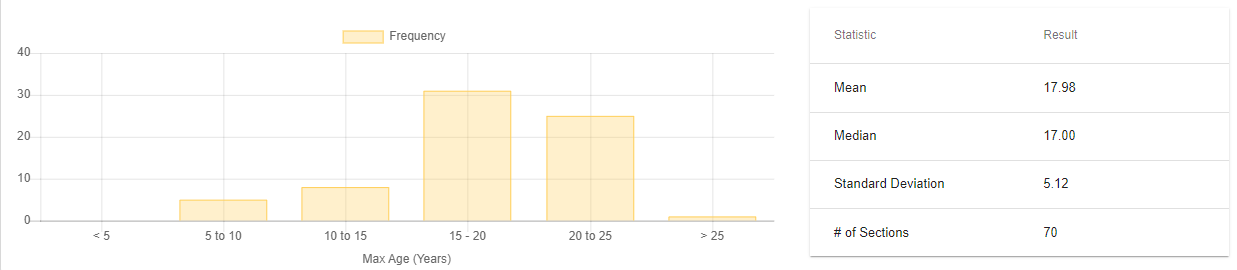 Frequency
40
30
20
10
0
< 5
5 to 10
10 to 15
15 - 20
20 to 25
> 25
Max Age (Years)
Statistic Result
Mean 17.98
Median 17.00
Standard Deviation 5.12
# of Sections 70